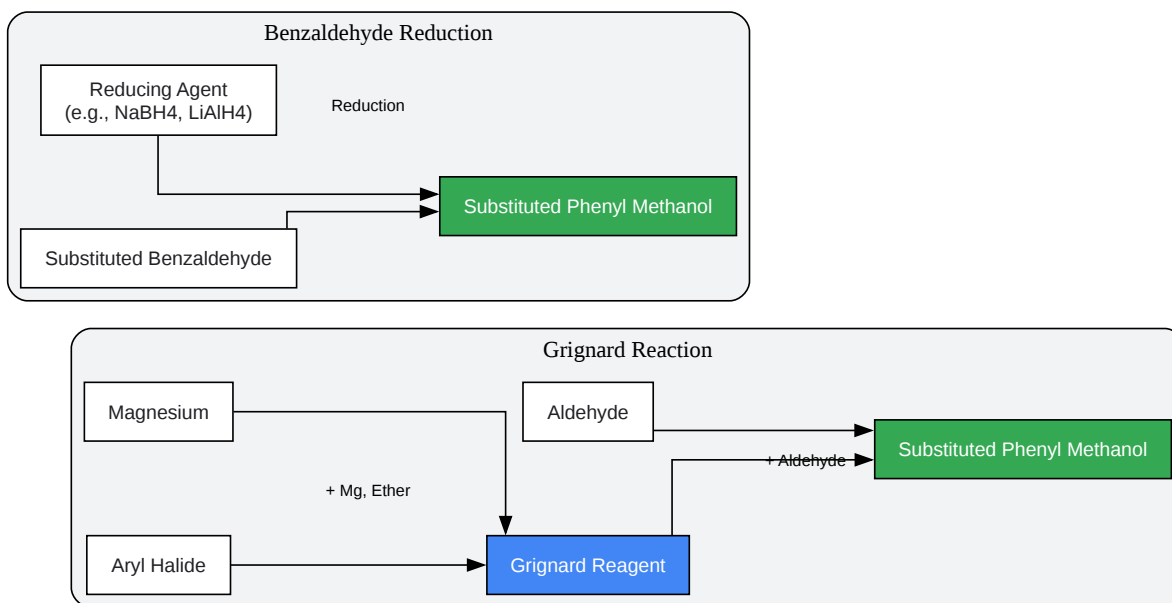 Benzaldehyde Reduction
Reducing Agent
(e.g., NaBH4, LiAlH4)
Reduction
Substituted Phenyl Methanol
Substituted Benzaldehyde
Grignard Reaction
Magnesium
Aldehyde
Substituted Phenyl Methanol
+ Aldehyde
+ Mg, Ether
Aryl Halide
Grignard Reagent